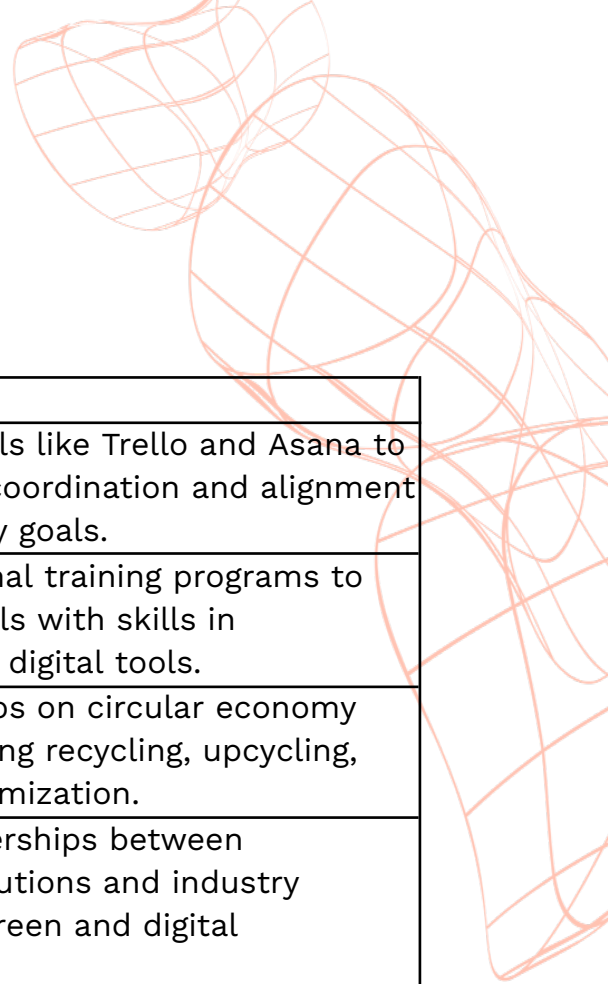 ls like Trello and Asana to
coordination and alignment
y goals.
nal training programs to
ls with skills in
digital tools.
ps on circular economy
ng recycling, upcycling,
mization.
erships between
utions and industry
reen and digital